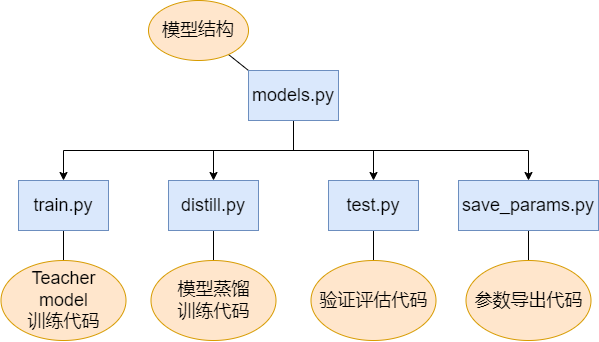 模型结构
models.py
train.py
distill.py
test.py
save_params.py
Teacher
model
训练代码
模型蒸馏
训练代码
验证评估代码
参数导出代码